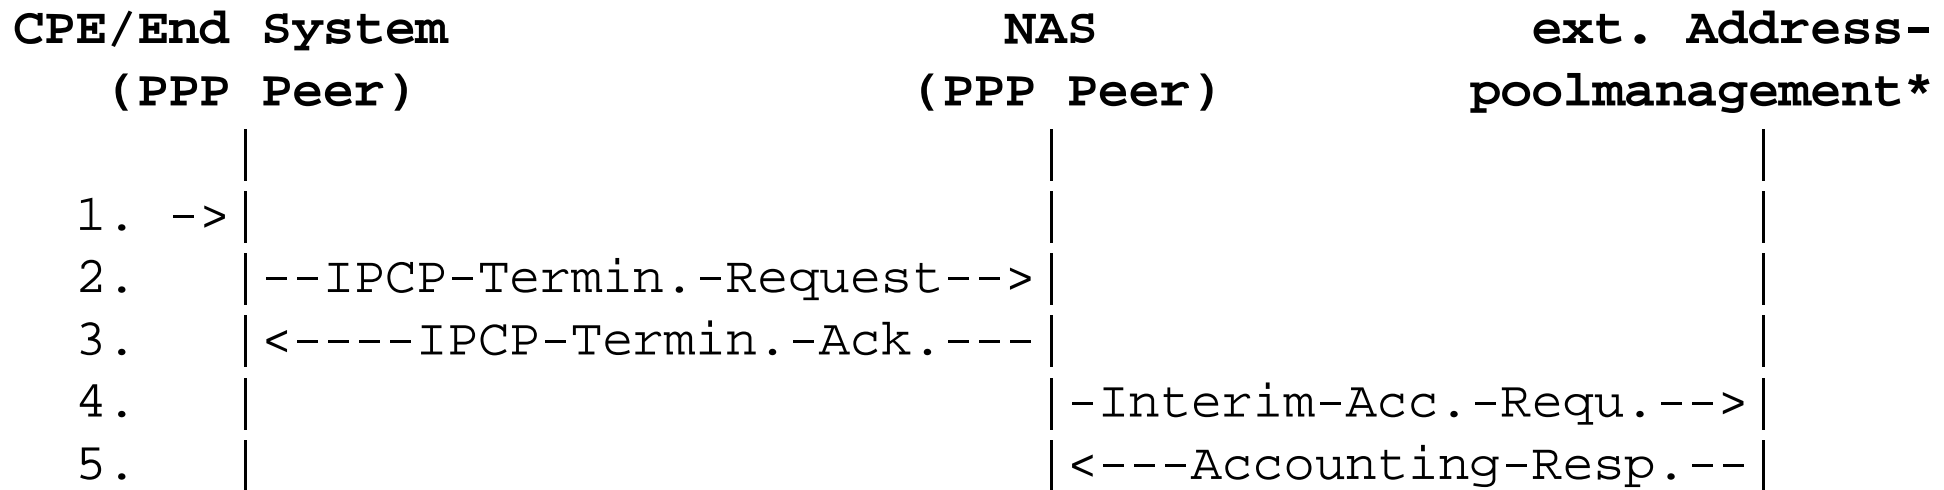 CPE/End System                   NAS              ext. Address-
   (PPP Peer)                (PPP Peer)        poolmanagement*
       |                         |                      |
  1. ->|                         |                      |
  2.   |--IPCP-Termin.-Request-->|                      |
  3.   |<----IPCP-Termin.-Ack.---|                      |
  4.   |                         |-Interim-Acc.-Requ.-->|
  5.   |                         |<---Accounting-Resp.--|